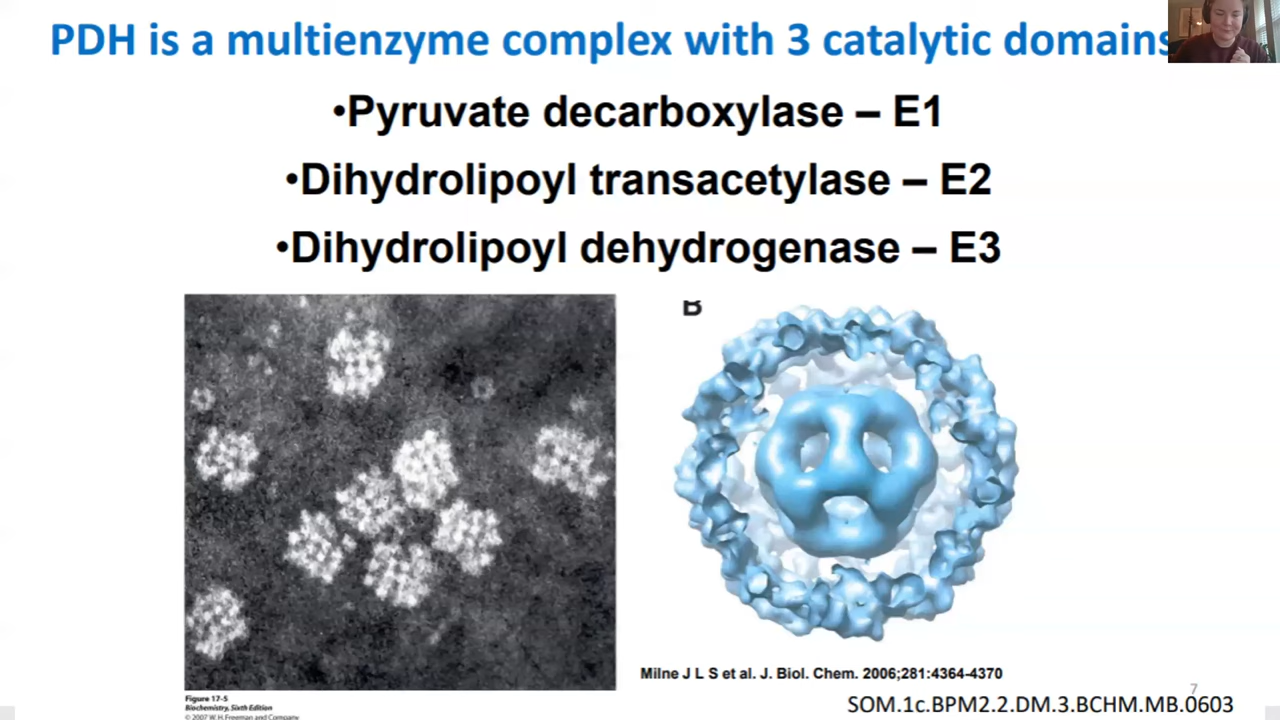 PDH is a multienzyme complex with 3 catalytic domains
•Pyruvate decarboxylase – E1
•Dihydrolipoyl transacetylase – E2
•Dihydrolipoyl dehydrogenase – E3
B
Milne J L S et al. J. Biol. Chem. 2006;281:4364-4370
Figure 17-5
Biochemistry, Sixth Edition
© 2007 W. H. Freeman and Company
7
SOM.1c.BPM2.2.DM.3.BCHM.MB.0603